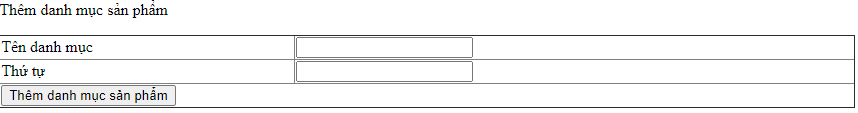 Thêm danh mục sản phẩm
Tên danh mục
Thứ tự
Thêm danh mục sản phẩm